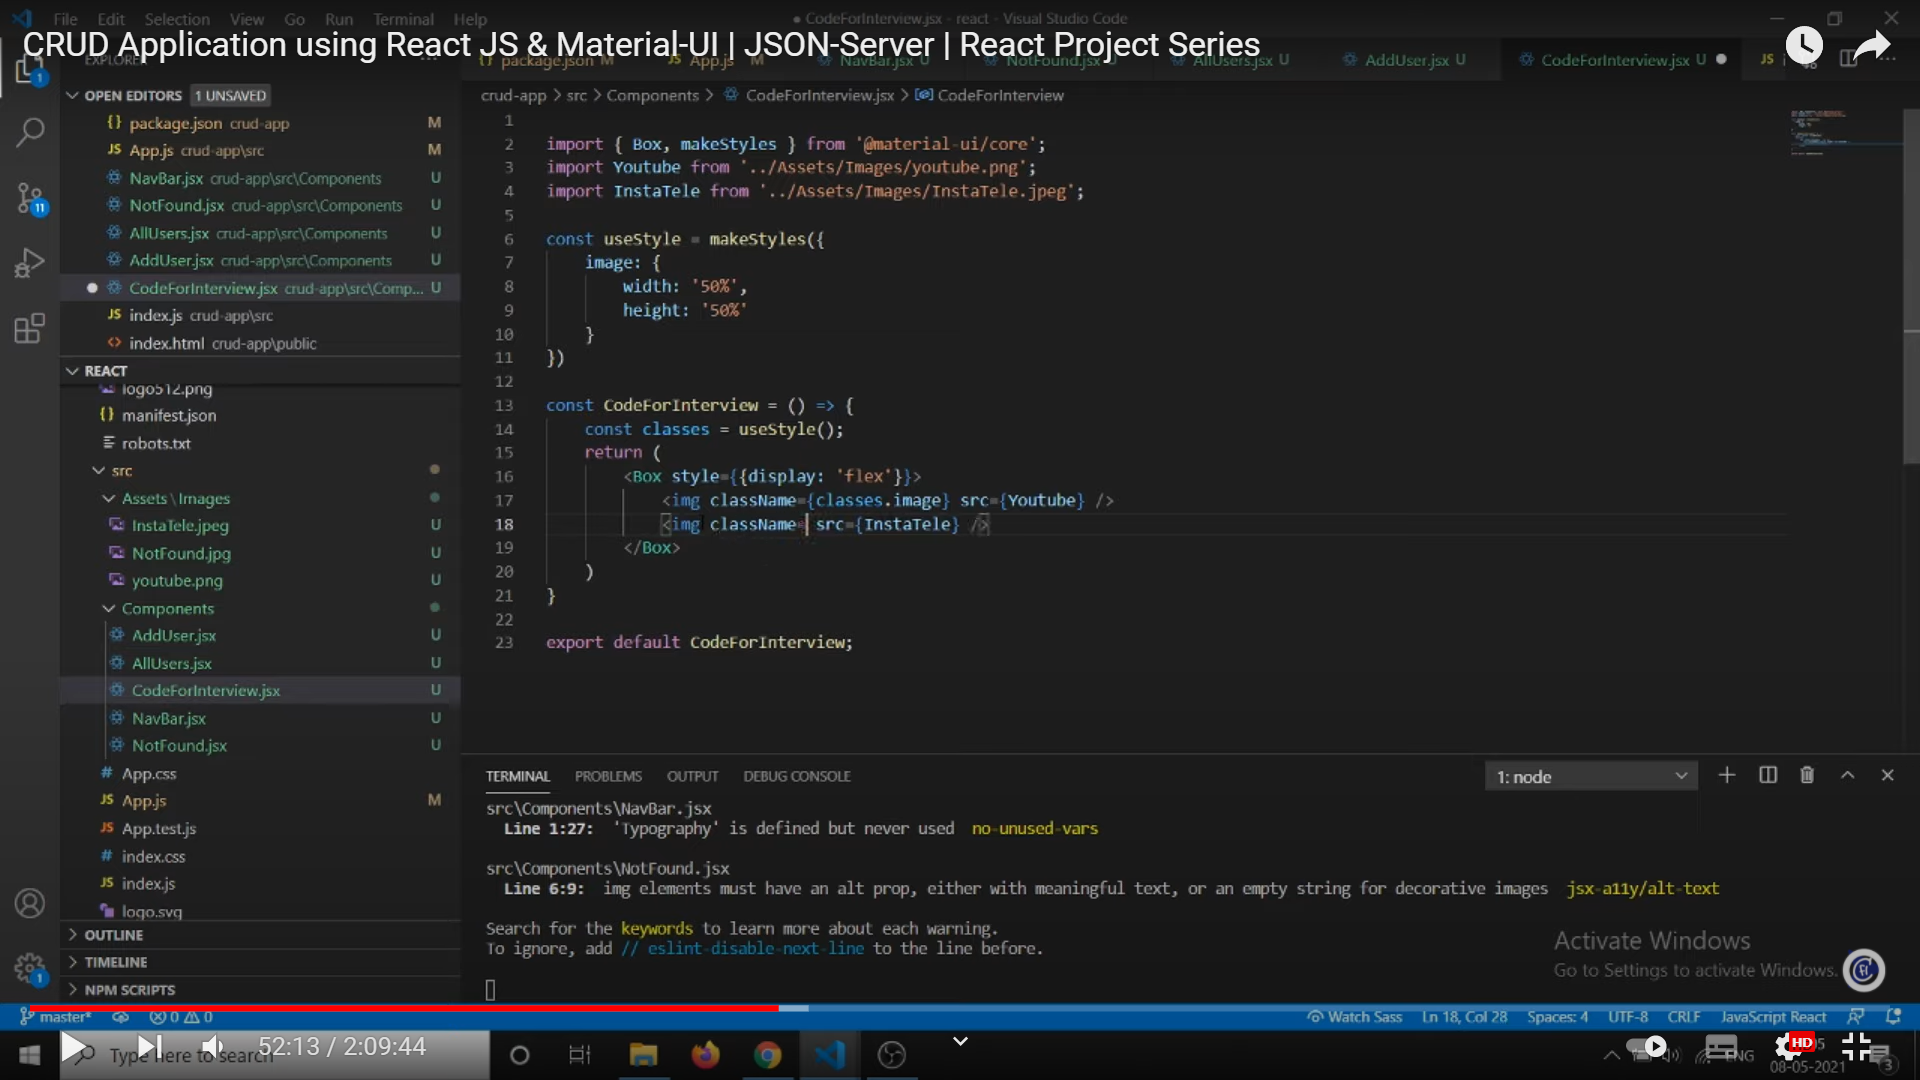 File Edit Selection View Go Run Terminal Help
● CodeForInterview.jsx - react - Visual Studio Code
CRUD Application using React JS & Material-UI | JSON-Server | React Project Series
EXPLORER
package.json M
App.js M
NavBar.jsx U
NotFound.jsx U
AllUsers.jsx U
AddUser.jsx U
CodeForInterview.jsx U
JS
OPEN EDITORS 1 UNSAVED
{} package.json crud-app M
JS App.js crud-app\src M
NavBar.jsx crud-app\src\Components U
NotFound.jsx crud-app\src\Components U
AllUsers.jsx crud-app\src\Components U
AddUser.jsx crud-app\src\Components U
CodeForInterview.jsx crud-app\src\Comp... U
JS index.js crud-app\src
<> index.html crud-app\public
REACT
logo512.png
{} manifest.json
robots.txt
src
Assets\Images
InstaTele.jpeg U
NotFound.jpg U
youtube.png U
Components
AddUser.jsx U
AllUsers.jsx U
CodeForInterview.jsx U
NavBar.jsx U
NotFound.jsx U
# App.css
JS App.js M
JS App.test.js
# index.css
JS index.js
logo.svg
OUTLINE
TIMELINE
NPM SCRIPTS
1
11
1
crud-app > src > Components > CodeForInterview.jsx > CodeForInterview
1
2 import { Box, makeStyles } from '@material-ui/core';
3 import Youtube from '../Assets/Images/youtube.png';
4 import InstaTele from '../Assets/Images/InstaTele.jpeg';
5
6 const useStyle = makeStyles({
7 image: {
8 width: '50%',
9 height: '50%'
10 }
11 })
12
13 const CodeForInterview = () => {
14 const classes = useStyle();
15 return (
16 <Box style={{display: 'flex'}}>
17 <img className={classes.image} src={Youtube} />
18 <img className= src={InstaTele} />
19 </Box>
20 )
21 }
22
23 export default CodeForInterview;
TERMINAL PROBLEMS OUTPUT DEBUG CONSOLE
1: node
src\Components\NavBar.jsx
Line 1:27: 'Typography' is defined but never used no-unused-vars
src\Components\NotFound.jsx
Line 6:9: img elements must have an alt prop, either with meaningful text, or an empty string for decorative images jsx-a11y/alt-text
Search for the keywords to learn more about each warning.
To ignore, add // eslint-disable-next-line to the line before.
Activate Windows
Go to Settings to activate Windows.
master* 0 0
Watch Sass Ln 18, Col 28 Spaces: 4 UTF-8 CRLF JavaScript React
52:13 / 2:09:44
Type here to search
ENG
HD
08-05-2021
3